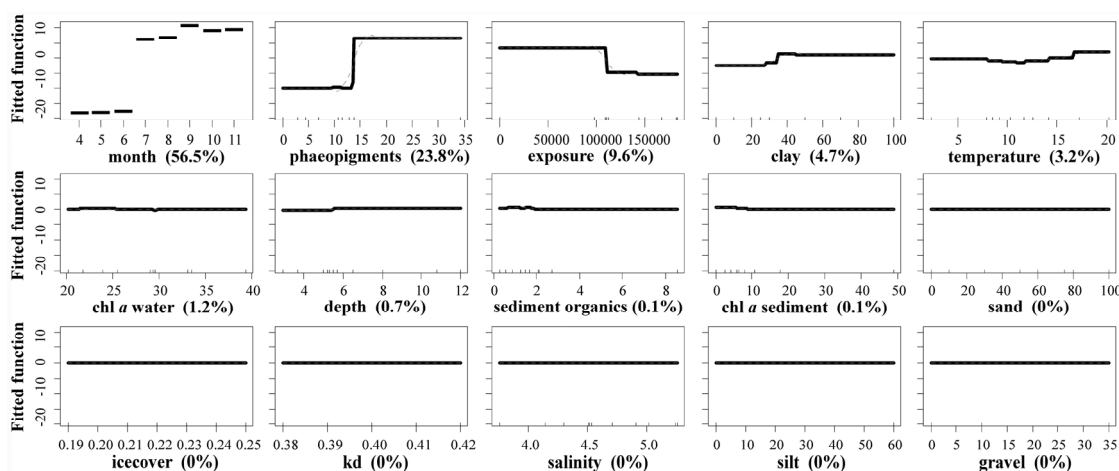 Fitted function
10
0
-10
-20
4 5 6 7 8 9 10 11
month (56.5%)
0 5 10 15 20 25 30 35
phaeopigments (23.8%)
0 50000 100000 150000
exposure (9.6%)
0 20 40 60 80 100
clay (4.7%)
5 10 15 20
temperature (3.2%)
Fitted function
10
0
-10
-20
20 25 30 35 40
chl a water (1.2%)
4 6 8 10 12
depth (0.7%)
0 2 4 6 8
sediment organics (0.1%)
0 10 20 30 40 50
chl a sediment (0.1%)
0 20 40 60 80 100
sand (0%)
Fitted function
10
0
-10
-20
0.19 0.20 0.21 0.22 0.23 0.24 0.25
icecover (0%)
0.38 0.39 0.40 0.41 0.42
kd (0%)
4.0 4.5 5.0
salinity (0%)
0 10 20 30 40 50 60
silt (0%)
0 5 10 15 20 25 30 35
gravel (0%)